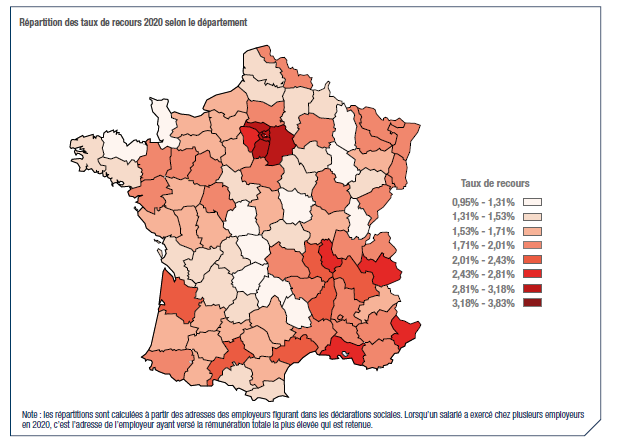 Répartition des taux de recours 2020 selon le département
Taux de recours
0,95% - 1,31%
1,31% - 1,53%
1,53% - 1,71%
1,71% - 2,01%
2,01% - 2,43%
2,43% - 2,81%
2,81% - 3,18%
3,18% - 3,83%
Note : les répartitions sont calculées à partir des adresses des employeurs figurant dans les déclarations sociales. Lorsqu'un salarié a exercé chez plusieurs employeurs
en 2020, c'est l'adresse de l'employeur ayant versé la rémunération totale la plus élevée qui est retenue.